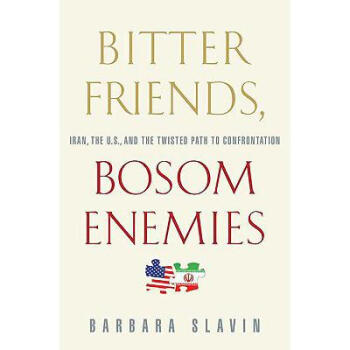 BITTER
FRIENDS,
IRAN, THE U.S., AND THE TWISTED PATH TO CONFRONTATION
BOSOM
ENEMIES
BARBARA SLAVIN